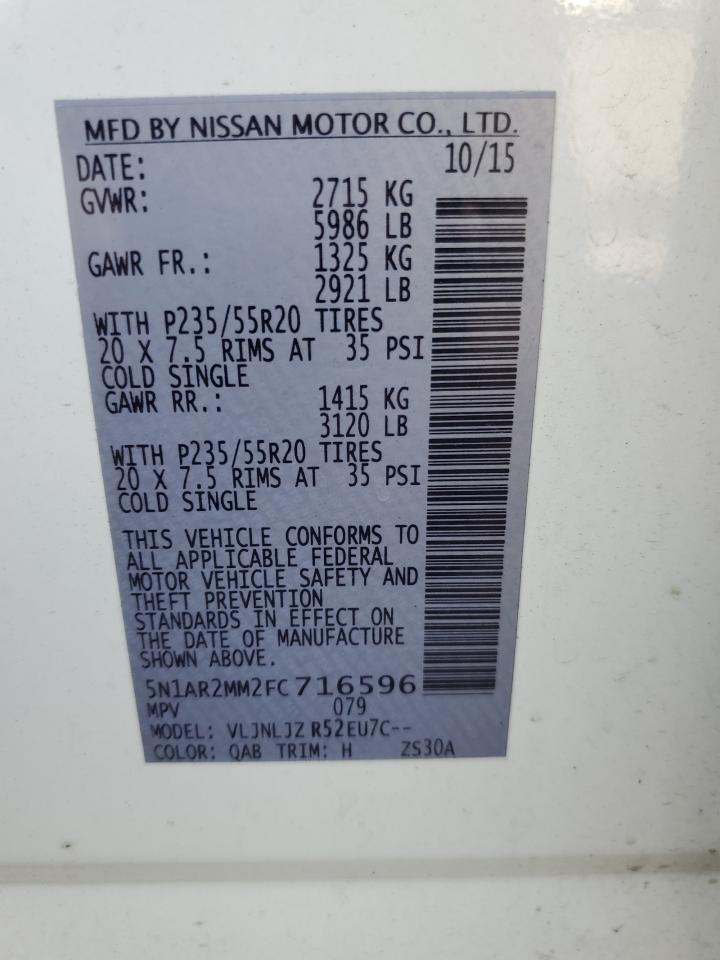 MFD BY NISSAN MOTOR CO., LTD.
DATE: 10/15
GVWR: 2715 KG
5986 LB
GAWR FR.: 1325 KG
2921 LB
WITH P235/55R20 TIRES
20 X 7.5 RIMS AT 35 PSI
COLD SINGLE
GAWR RR.: 1415 KG
3120 LB
WITH P235/55R20 TIRES
20 X 7.5 RIMS AT 35 PSI
COLD SINGLE
THIS VEHICLE CONFORMS TO
ALL APPLICABLE FEDERAL
MOTOR VEHICLE SAFETY AND
THEFT PREVENTION
STANDARDS IN EFFECT ON
THE DATE OF MANUFACTURE
SHOWN ABOVE.
5N1AR2MM2FC716596
MPV 079
MODEL: VLJNLJZ R52EU7C--
COLOR: QAB TRIM: H ZS30A